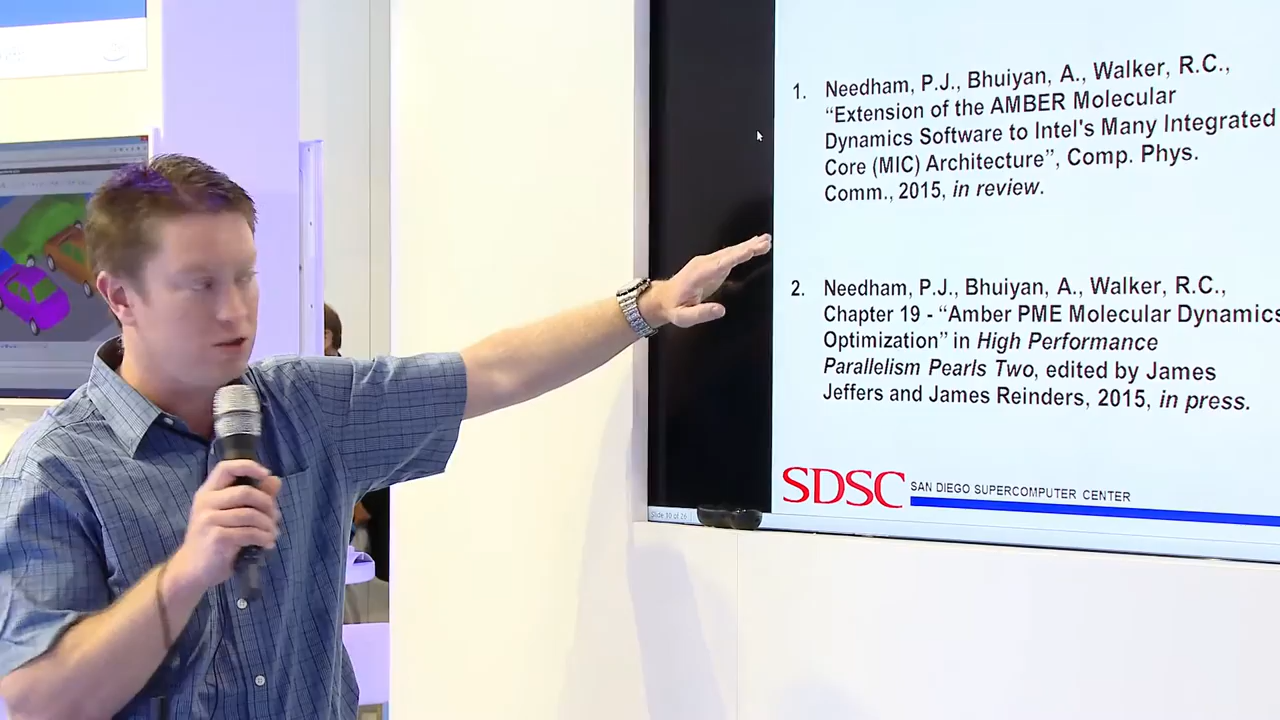 1. Needham, P.J., Bhuiyan, A., Walker, R.C.,
“Extension of the AMBER Molecular
Dynamics Software to Intel's Many Integrated
Core (MIC) Architecture”, Comp. Phys.
Comm., 2015, in review.
2. Needham, P.J., Bhuiyan, A., Walker, R.C.,
Chapter 19 - “Amber PME Molecular Dynamics
Optimization” in High Performance
Parallelism Pearls Two, edited by James
Jeffers and James Reinders, 2015, in press.
SDSC SAN DIEGO SUPERCOMPUTER CENTER